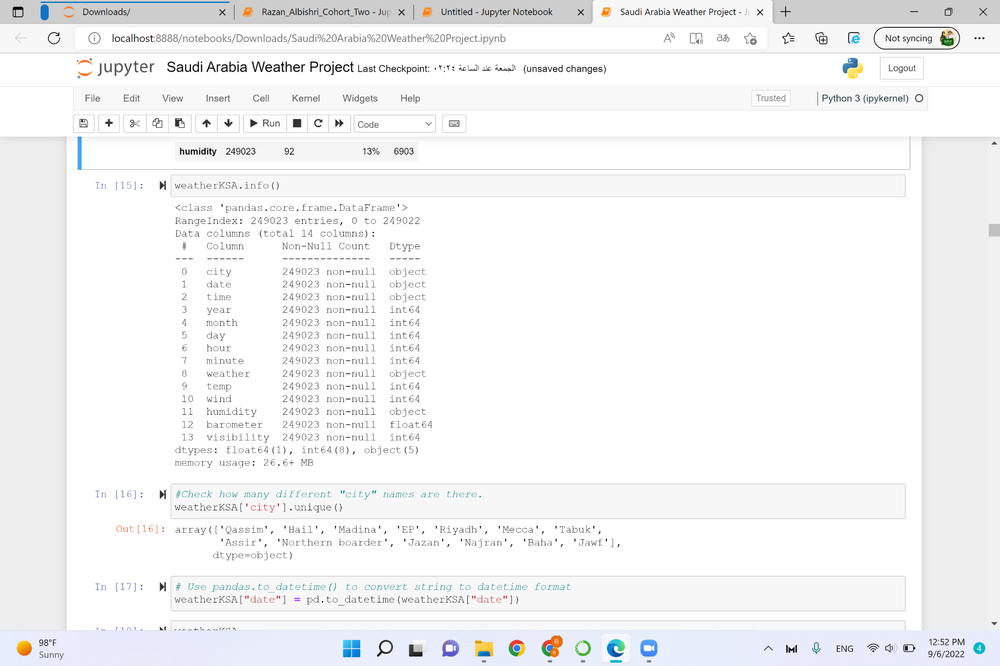 Downloads/
Razan_Albishri_Cohort_Two - Jup
Untitled - Jupyter Notebook
Saudi Arabia Weather Project - Ju
localhost:8888/notebooks/Downloads/Saudi%20Arabia%20Weather%20Project.ipynb
Not syncing
jupyter Saudi Arabia Weather Project Last Checkpoint: الجمعة عند الساعة ٠٢:٢٤ (unsaved changes)
Logout
File Edit View Insert Cell Kernel Widgets Help
Trusted
Python 3 (ipykernel)
Run
Code
humidity 249023 92 13% 6903
In [15]: weatherKSA.info()
<class 'pandas.core.frame.DataFrame'>
RangeIndex: 249023 entries, 0 to 249022
Data columns (total 14 columns):
# Column Non-Null Count Dtype
--- ------ -------------- -----
0 city 249023 non-null object
1 date 249023 non-null object
2 time 249023 non-null object
3 year 249023 non-null int64
4 month 249023 non-null int64
5 day 249023 non-null int64
6 hour 249023 non-null int64
7 minute 249023 non-null int64
8 weather 249023 non-null object
9 temp 249023 non-null int64
10 wind 249023 non-null int64
11 humidity 249023 non-null object
12 barometer 249023 non-null float64
13 visibility 249023 non-null int64
dtypes: float64(1), int64(8), object(5)
memory usage: 26.6+ MB
In [16]: #Check how many different "city" names are there.
weatherKSA['city'].unique()
Out[16]: array(['Qassim', 'Hail', 'Madina', 'EP', 'Riyadh', 'Mecca', 'Tabuk',
'Assir', 'Northern boarder', 'Jazan', 'Najran', 'Baha', 'Jawf'],
dtype=object)
In [17]: # Use pandas.to_datetime() to convert string to datetime format
weatherKSA["date"] = pd.to_datetime(weatherKSA["date"])
In [18]: weatherKSA
98°F
Sunny
ENG
12:52 PM
9/6/2022
4